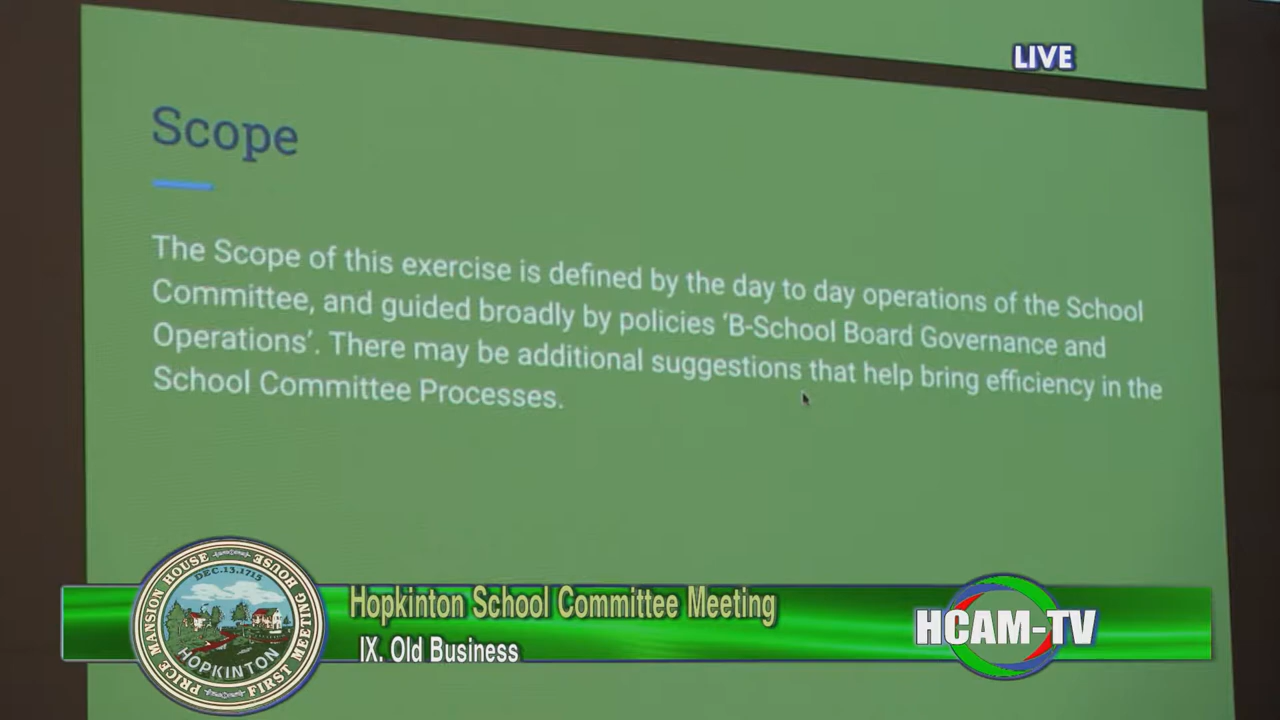 LIVE
Scope
The Scope of this exercise is defined by the day to day operations of the School
Committee, and guided broadly by policies ‘B-School Board Governance and
Operations’. There may be additional suggestions that help bring efficiency in the
School Committee Processes.
PRICE MANSION HOUSE
HOUSE
FIRST MEETING
DEC.13.1715
HOPKINTON
Hopkinton School Committee Meeting
IX. Old Business
HCAM-TV